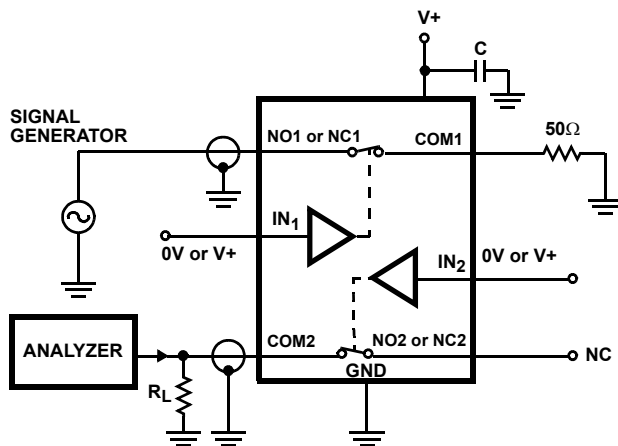 V+
C
SIGNAL
GENERATOR
NO1 or NC1
COM1
50Ω
IN1
0V or V+
IN2
0V or V+
ANALYZER
COM2
NO2 or NC2
NC
GND
RL